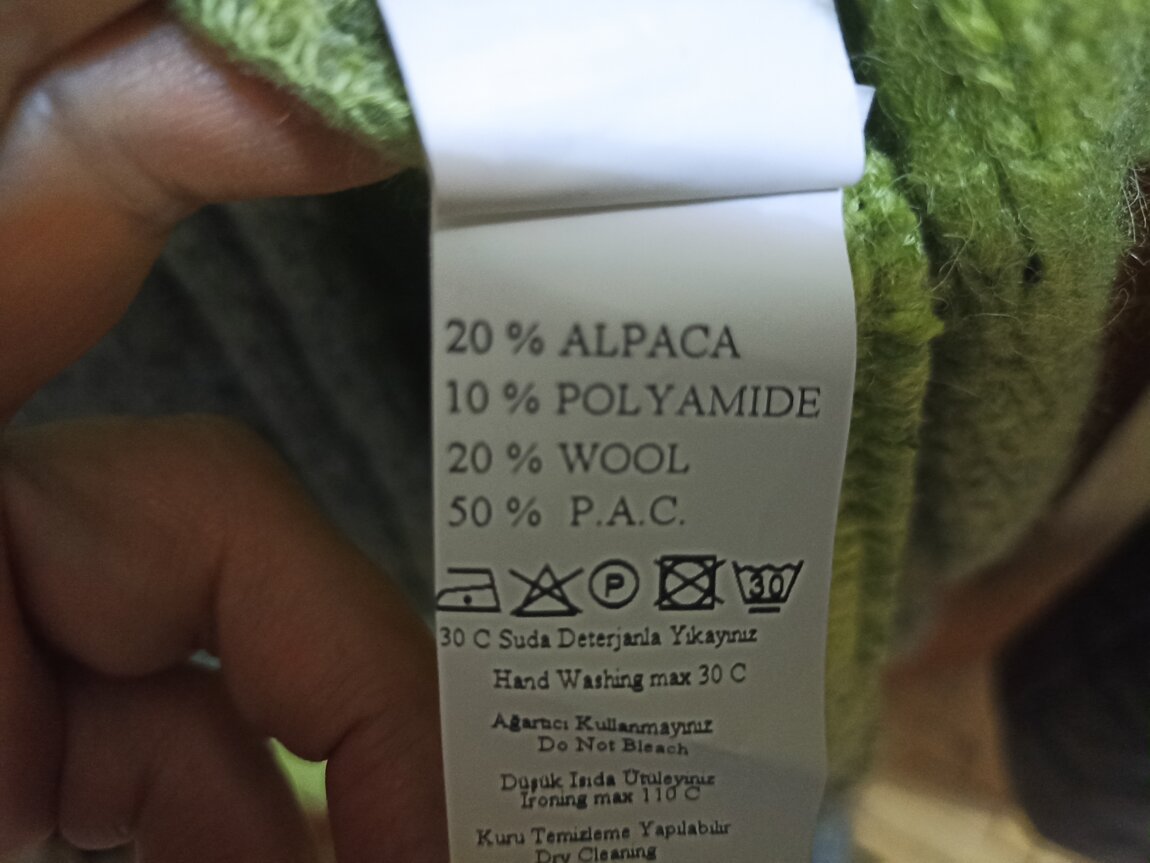 20 % ALPACA
10 % POLYAMIDE
20 % WOOL
50 % P.A.C.
P 30
30 C Suda Deterjanla Yıkayınız
Hand Washing max 30 C
Ağartıcı Kullanmayınız
Do Not Bleach
Düşük Isıda Ütüleyiniz
Ironing max 110 C
Kuru Temizleme Yapılabilır
Dry Cleaning